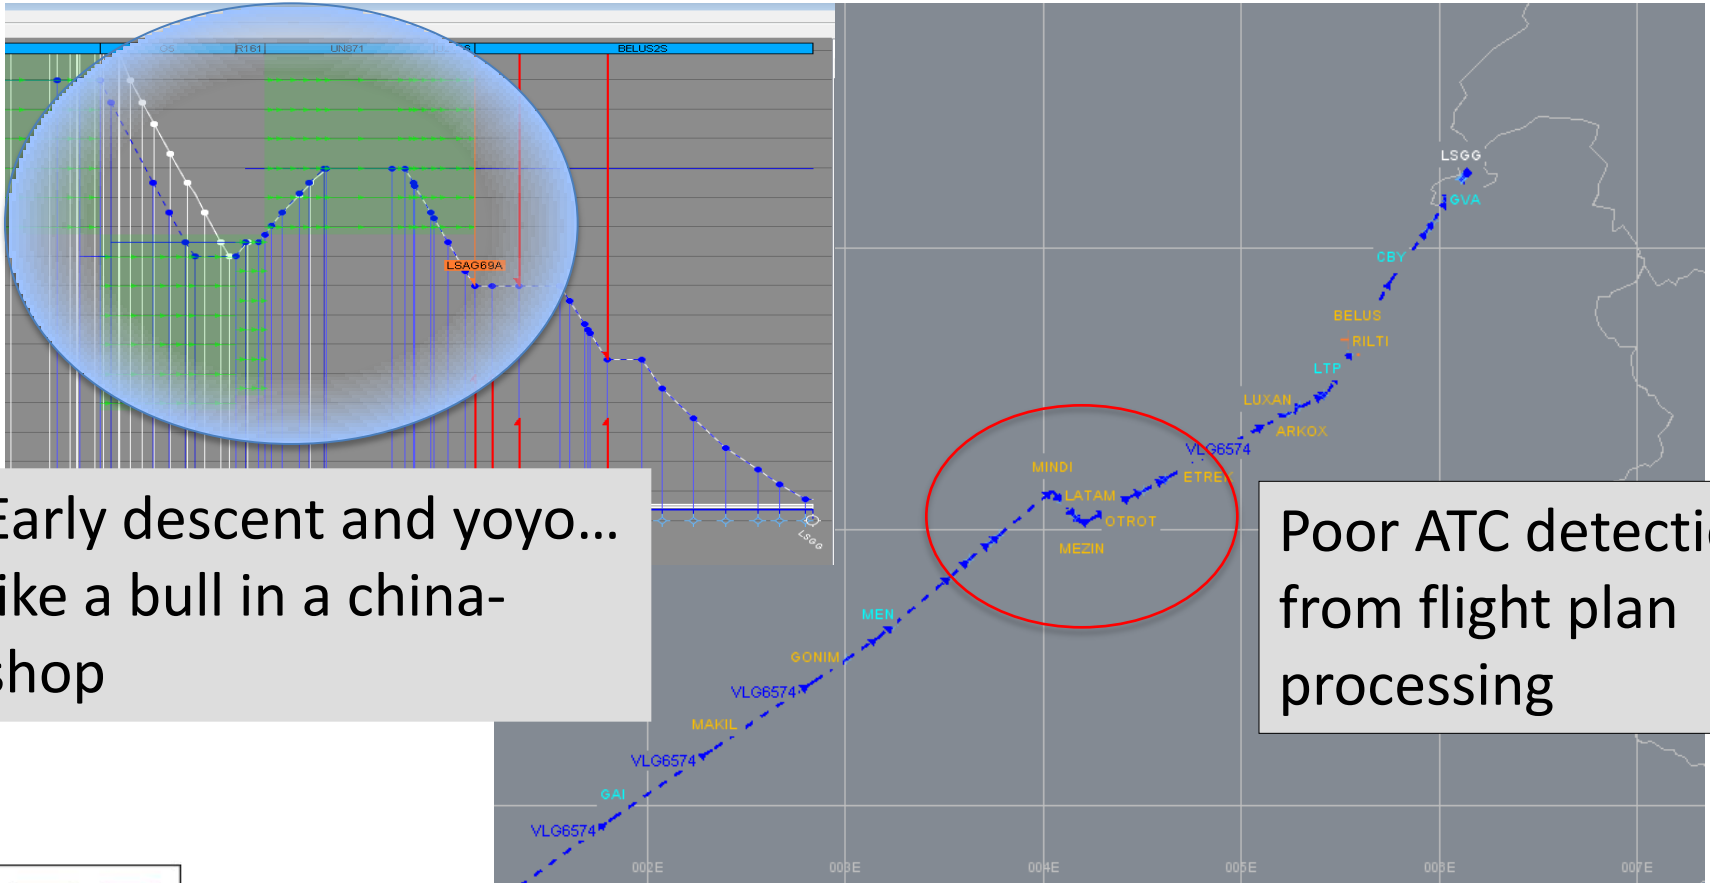 R161
UN871
BELUS2S
LSAG69A
LSGG
Early descent and yoyo…
like a bull in a china-
shop
LSGG
GVA
CBY
BELUS
RILTI
LTP
LUXAN
ARKOX
VLG6574
MINDI
ETREK
LATAM
OTROT
MEZIN
MEN
GONIM
VLG6574
MAKIL
VLG6574
GAI
VLG6574
Poor ATC detectio
from flight plan
processing
002E
003E
004E
005E
006E
007E